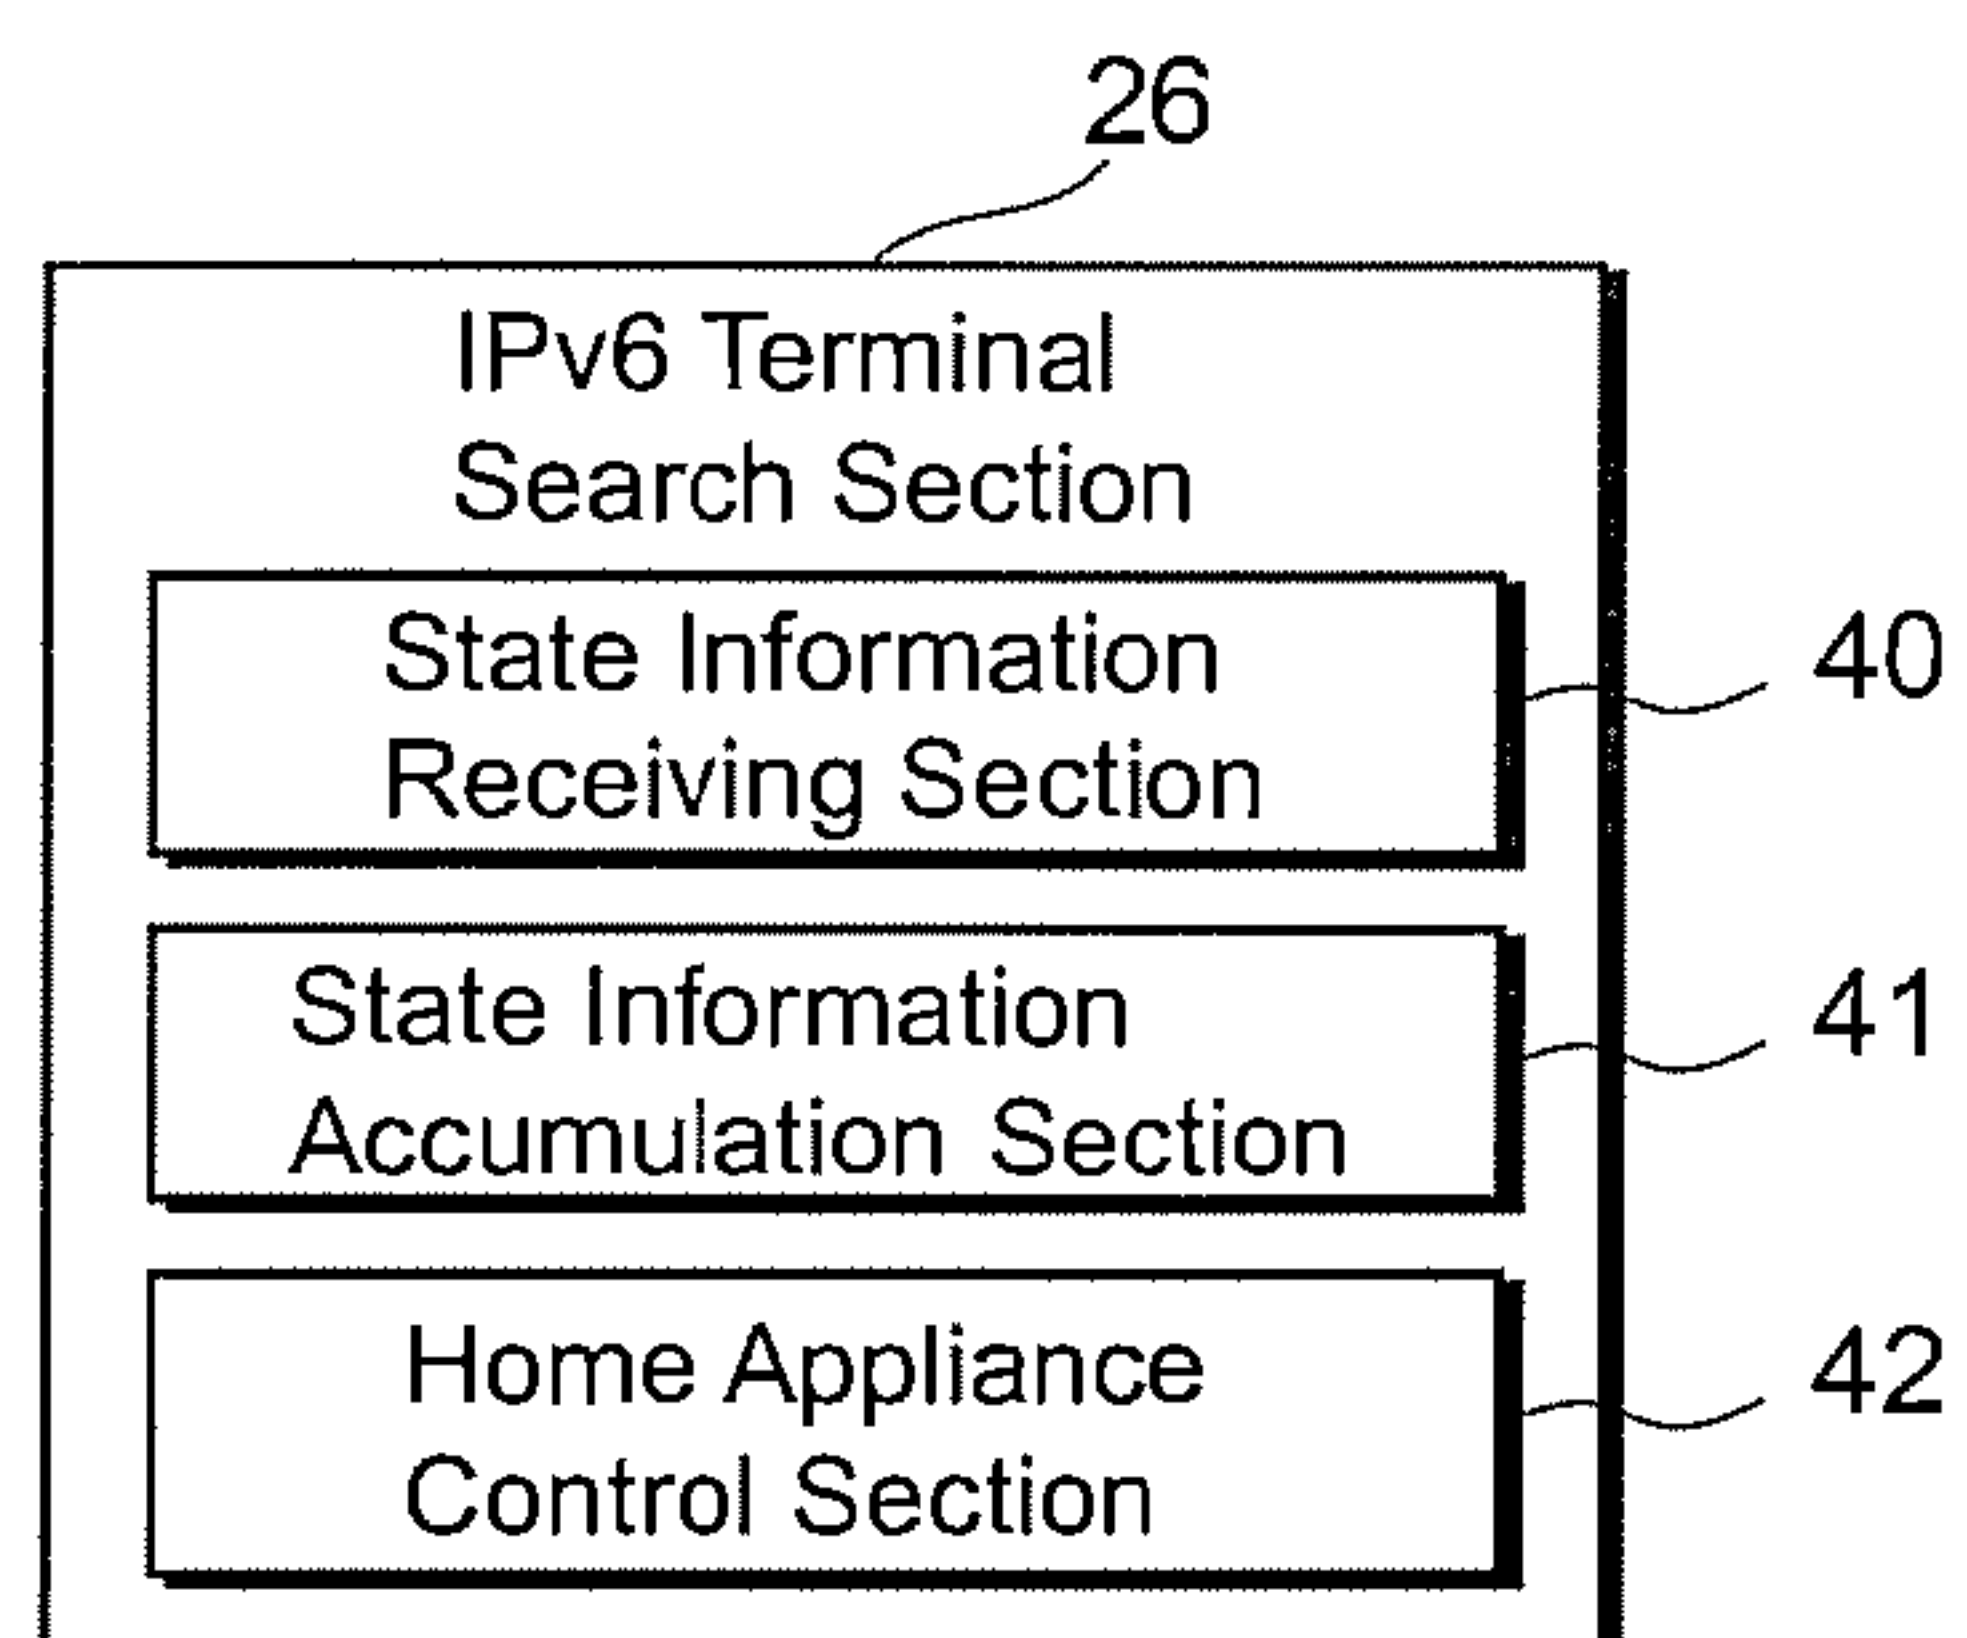 26
IPv6 Terminal
Search Section
State Information
Receiving Section
40
State Information
Accumulation Section
41
Home Appliance
Control Section
42